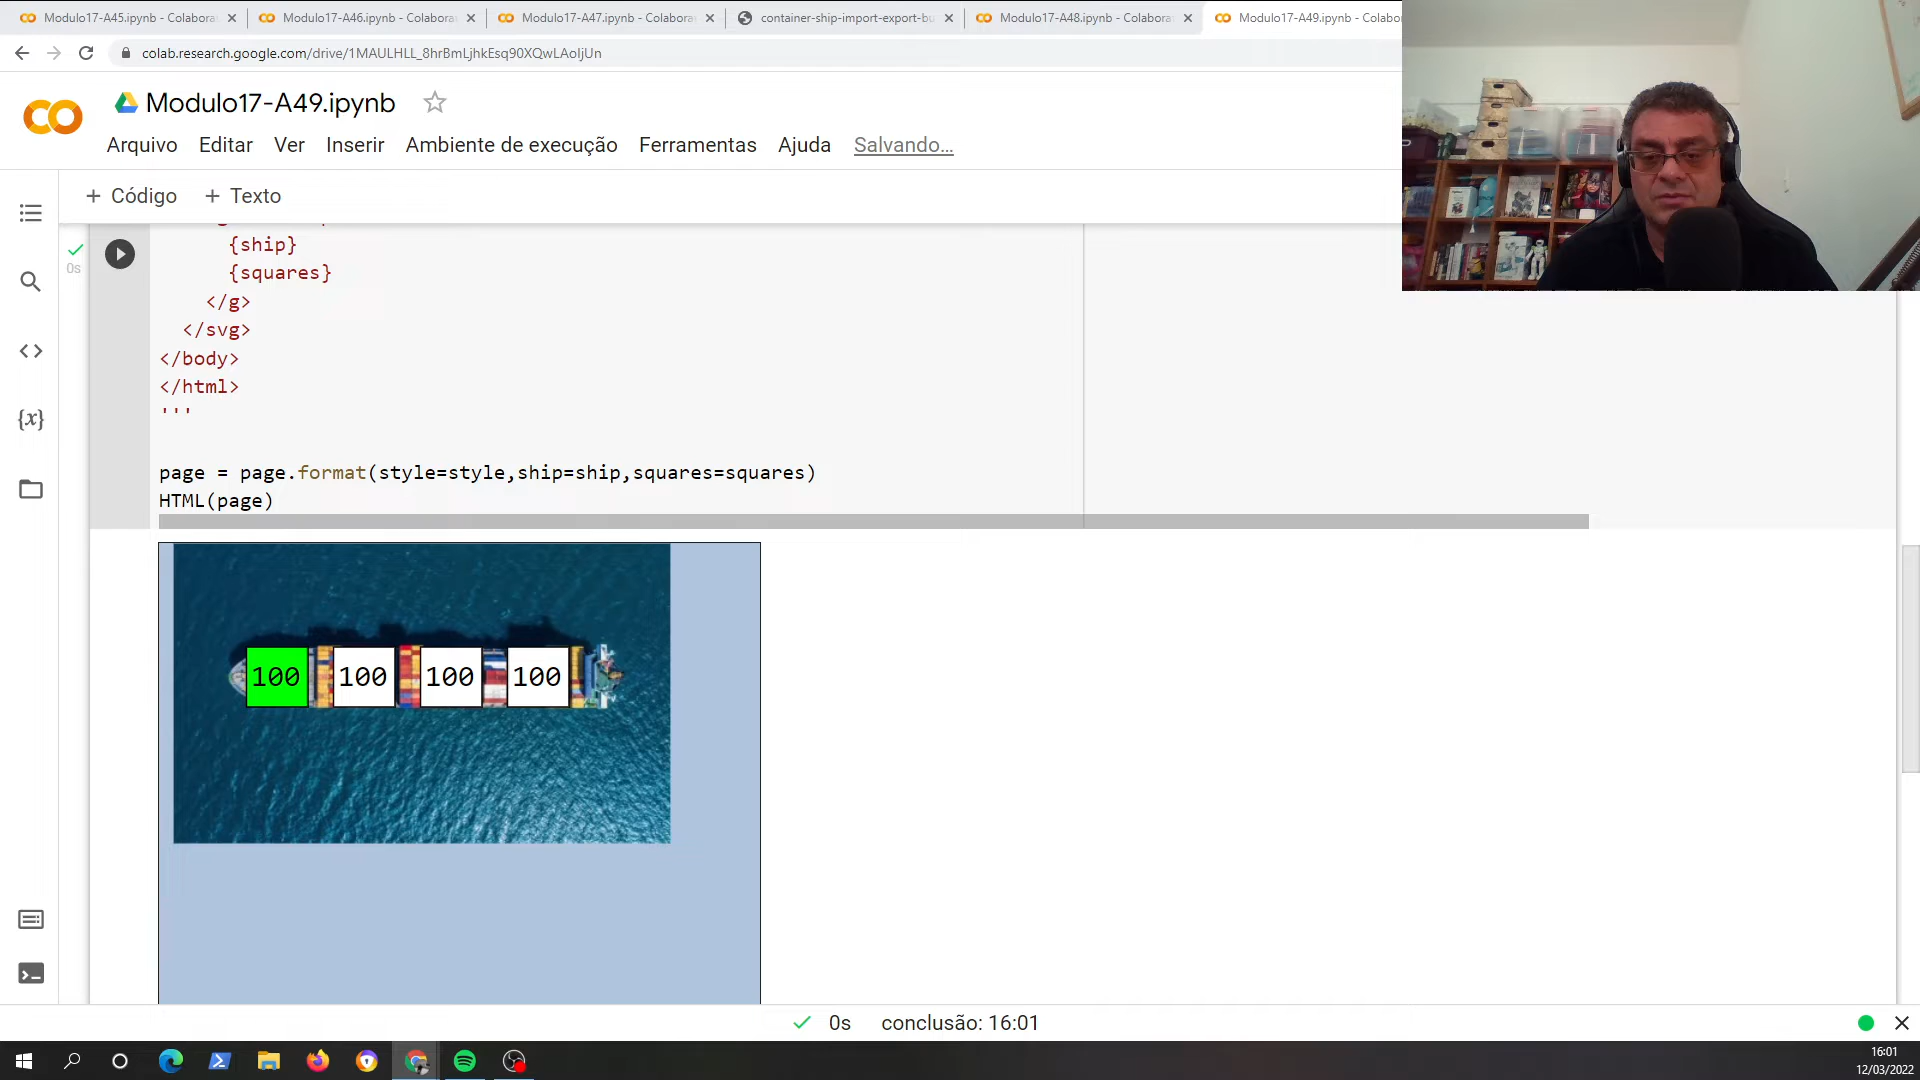 Modulo17-A45.ipynb - Colabora
Modulo17-A46.ipynb - Colabora
Modulo17-A47.ipynb - Colabora
container-ship-import-export-bu
Modulo17-A48.ipynb - Colabora
Modulo17-A49.ipynb - Colabo
colab.research.google.com/drive/1MAULHLL_8hrBmLjhkEsq90XQwLAoIjUn
CO
Modulo17-A49.ipynb
Arquivo Editar Ver Inserir Ambiente de execução Ferramentas Ajuda Salvando...
+ Código + Texto
0s
{ship}
{squares}
</g>
</svg>
</body>
</html>
'''
page = page.format(style=style,ship=ship,squares=squares)
HTML(page)
{x}
100 100 100 100
0s conclusão: 16:01
16:01
12/03/2022